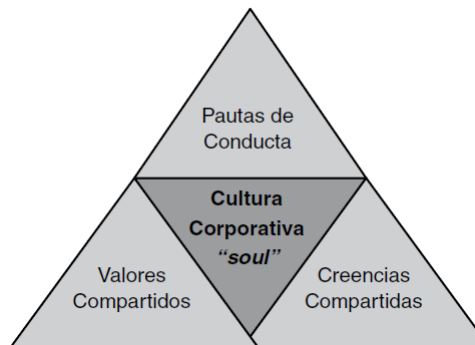 Pautas de
Conducta
Cultura
Corporativa
“soul”
Valores
Compartidos
Creencias
Compartidas